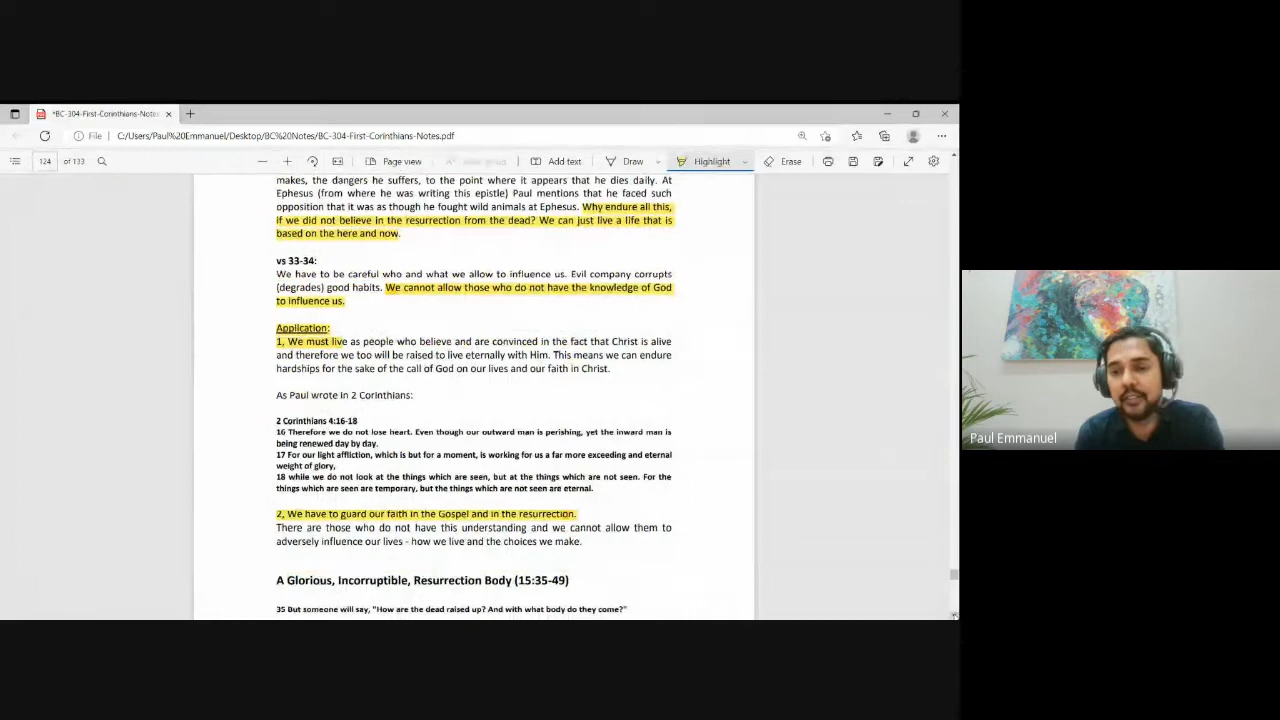 *BC-304-First-Corinthians-Notes
File
C:/Users/Paul%20Emmanuel/Desktop/BC%20Notes/BC-304-First-Corinthians-Notes.pdf
124 of 133
Page view
Add text
Draw
Highlight
Erase
makes, the dangers he suffers, to the point where it appears that he dies daily. At
Ephesus (from where he was writing this epistle) Paul mentions that he faced such
opposition that it was as though he fought wild animals at Ephesus. Why endure all this,
if we did not believe in the resurrection from the dead? We can just live a life that is
based on the here and now.
vs 33-34:
We have to be careful who and what we allow to influence us. Evil company corrupts
(degrades) good habits. We cannot allow those who do not have the knowledge of God
to influence us.
Application:
1, We must live as people who believe and are convinced in the fact that Christ is alive
and therefore we too will be raised to live eternally with Him. This means we can endure
hardships for the sake of the call of God on our lives and our faith in Christ.
As Paul wrote in 2 Corinthians:
2 Corinthians 4:16-18
16 Therefore we do not lose heart. Even though our outward man is perishing, yet the inward man is
being renewed day by day.
17 For our light affliction, which is but for a moment, is working for us a far more exceeding and eternal
weight of glory,
18 while we do not look at the things which are seen, but at the things which are not seen. For the
things which are seen are temporary, but the things which are not seen are eternal.
2, We have to guard our faith in the Gospel and in the resurrection.
There are those who do not have this understanding and we cannot allow them to
adversely influence our lives - how we live and the choices we make.
A Glorious, Incorruptible, Resurrection Body (15:35-49)
35 But someone will say, "How are the dead raised up? And with what body do they come?"
Paul Emmanuel